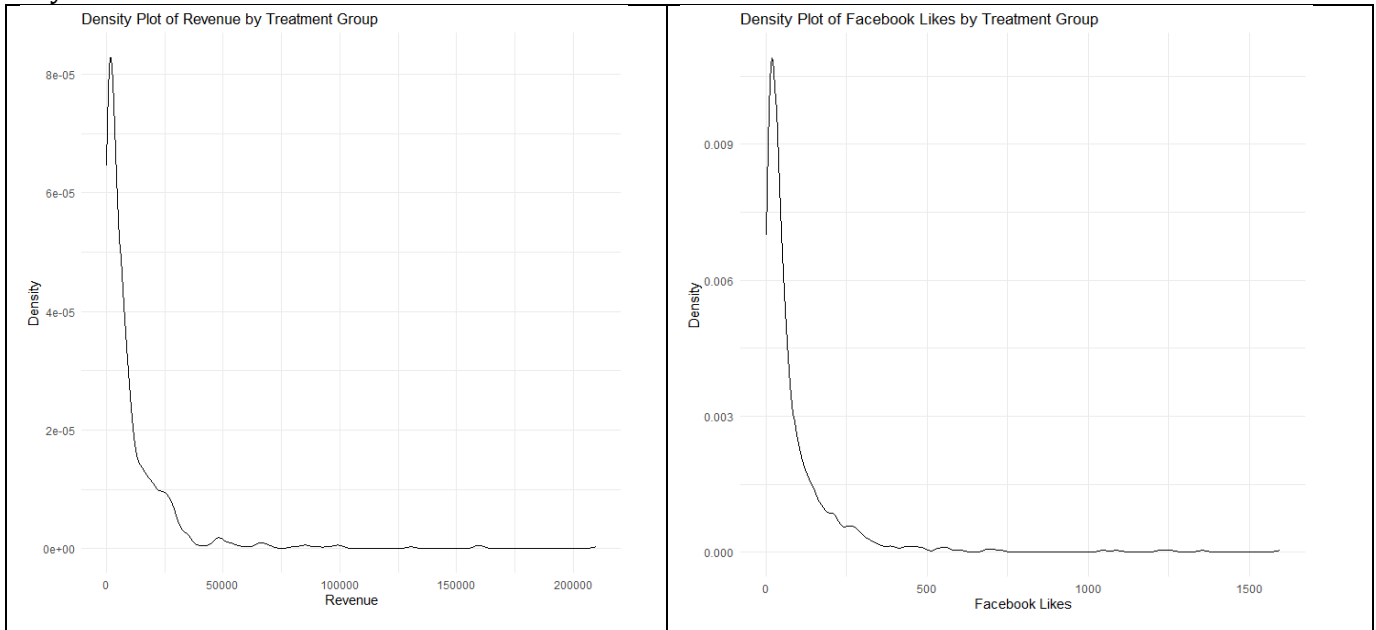 Density Plot of Revenue by Treatment Group
8e-05
6e-05
4e-05
2e-05
0e+00
Density
0
50000
100000
150000
200000
Revenue
Density Plot of Facebook Likes by Treatment Group
0.009
0.006
0.003
0.000
Density
0
500
1000
1500
Facebook Likes